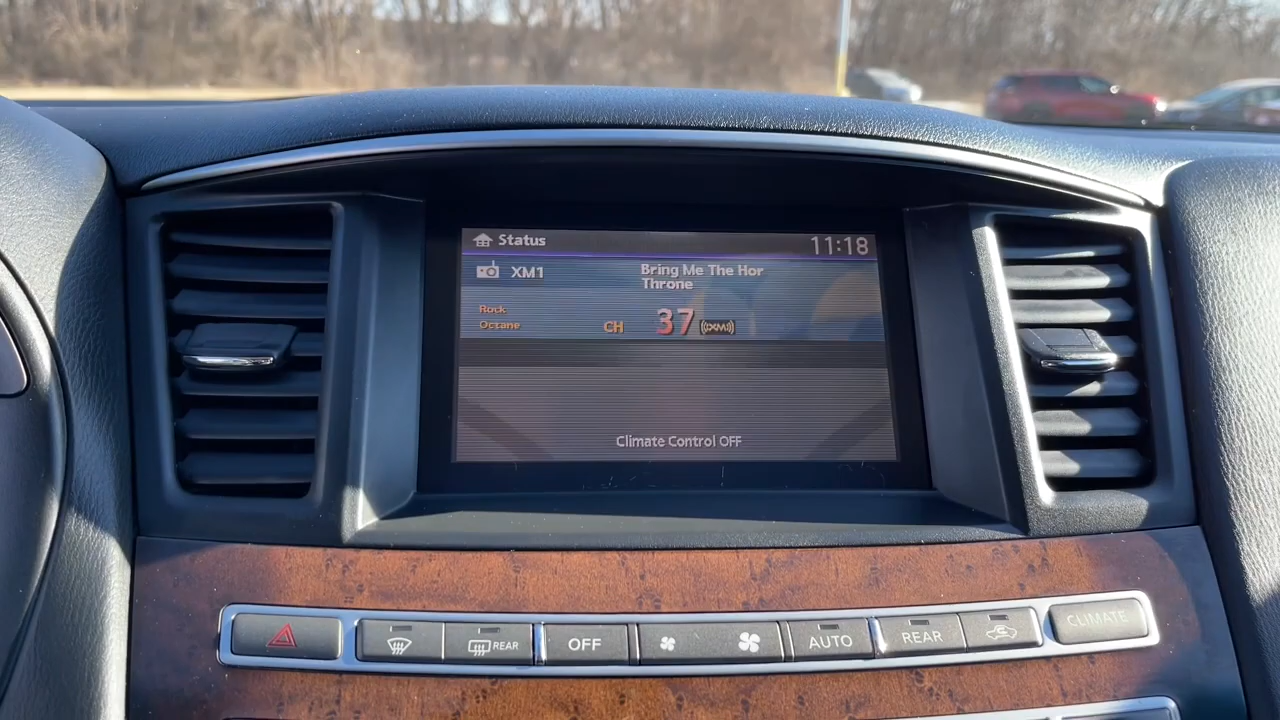 Status 11:18
XM1
Bring Me The Hor
Throne
Rock
Octane
CH 37 ((XM))
Climate Control OFF
REAR
OFF
AUTO
REAR
CLIMATE